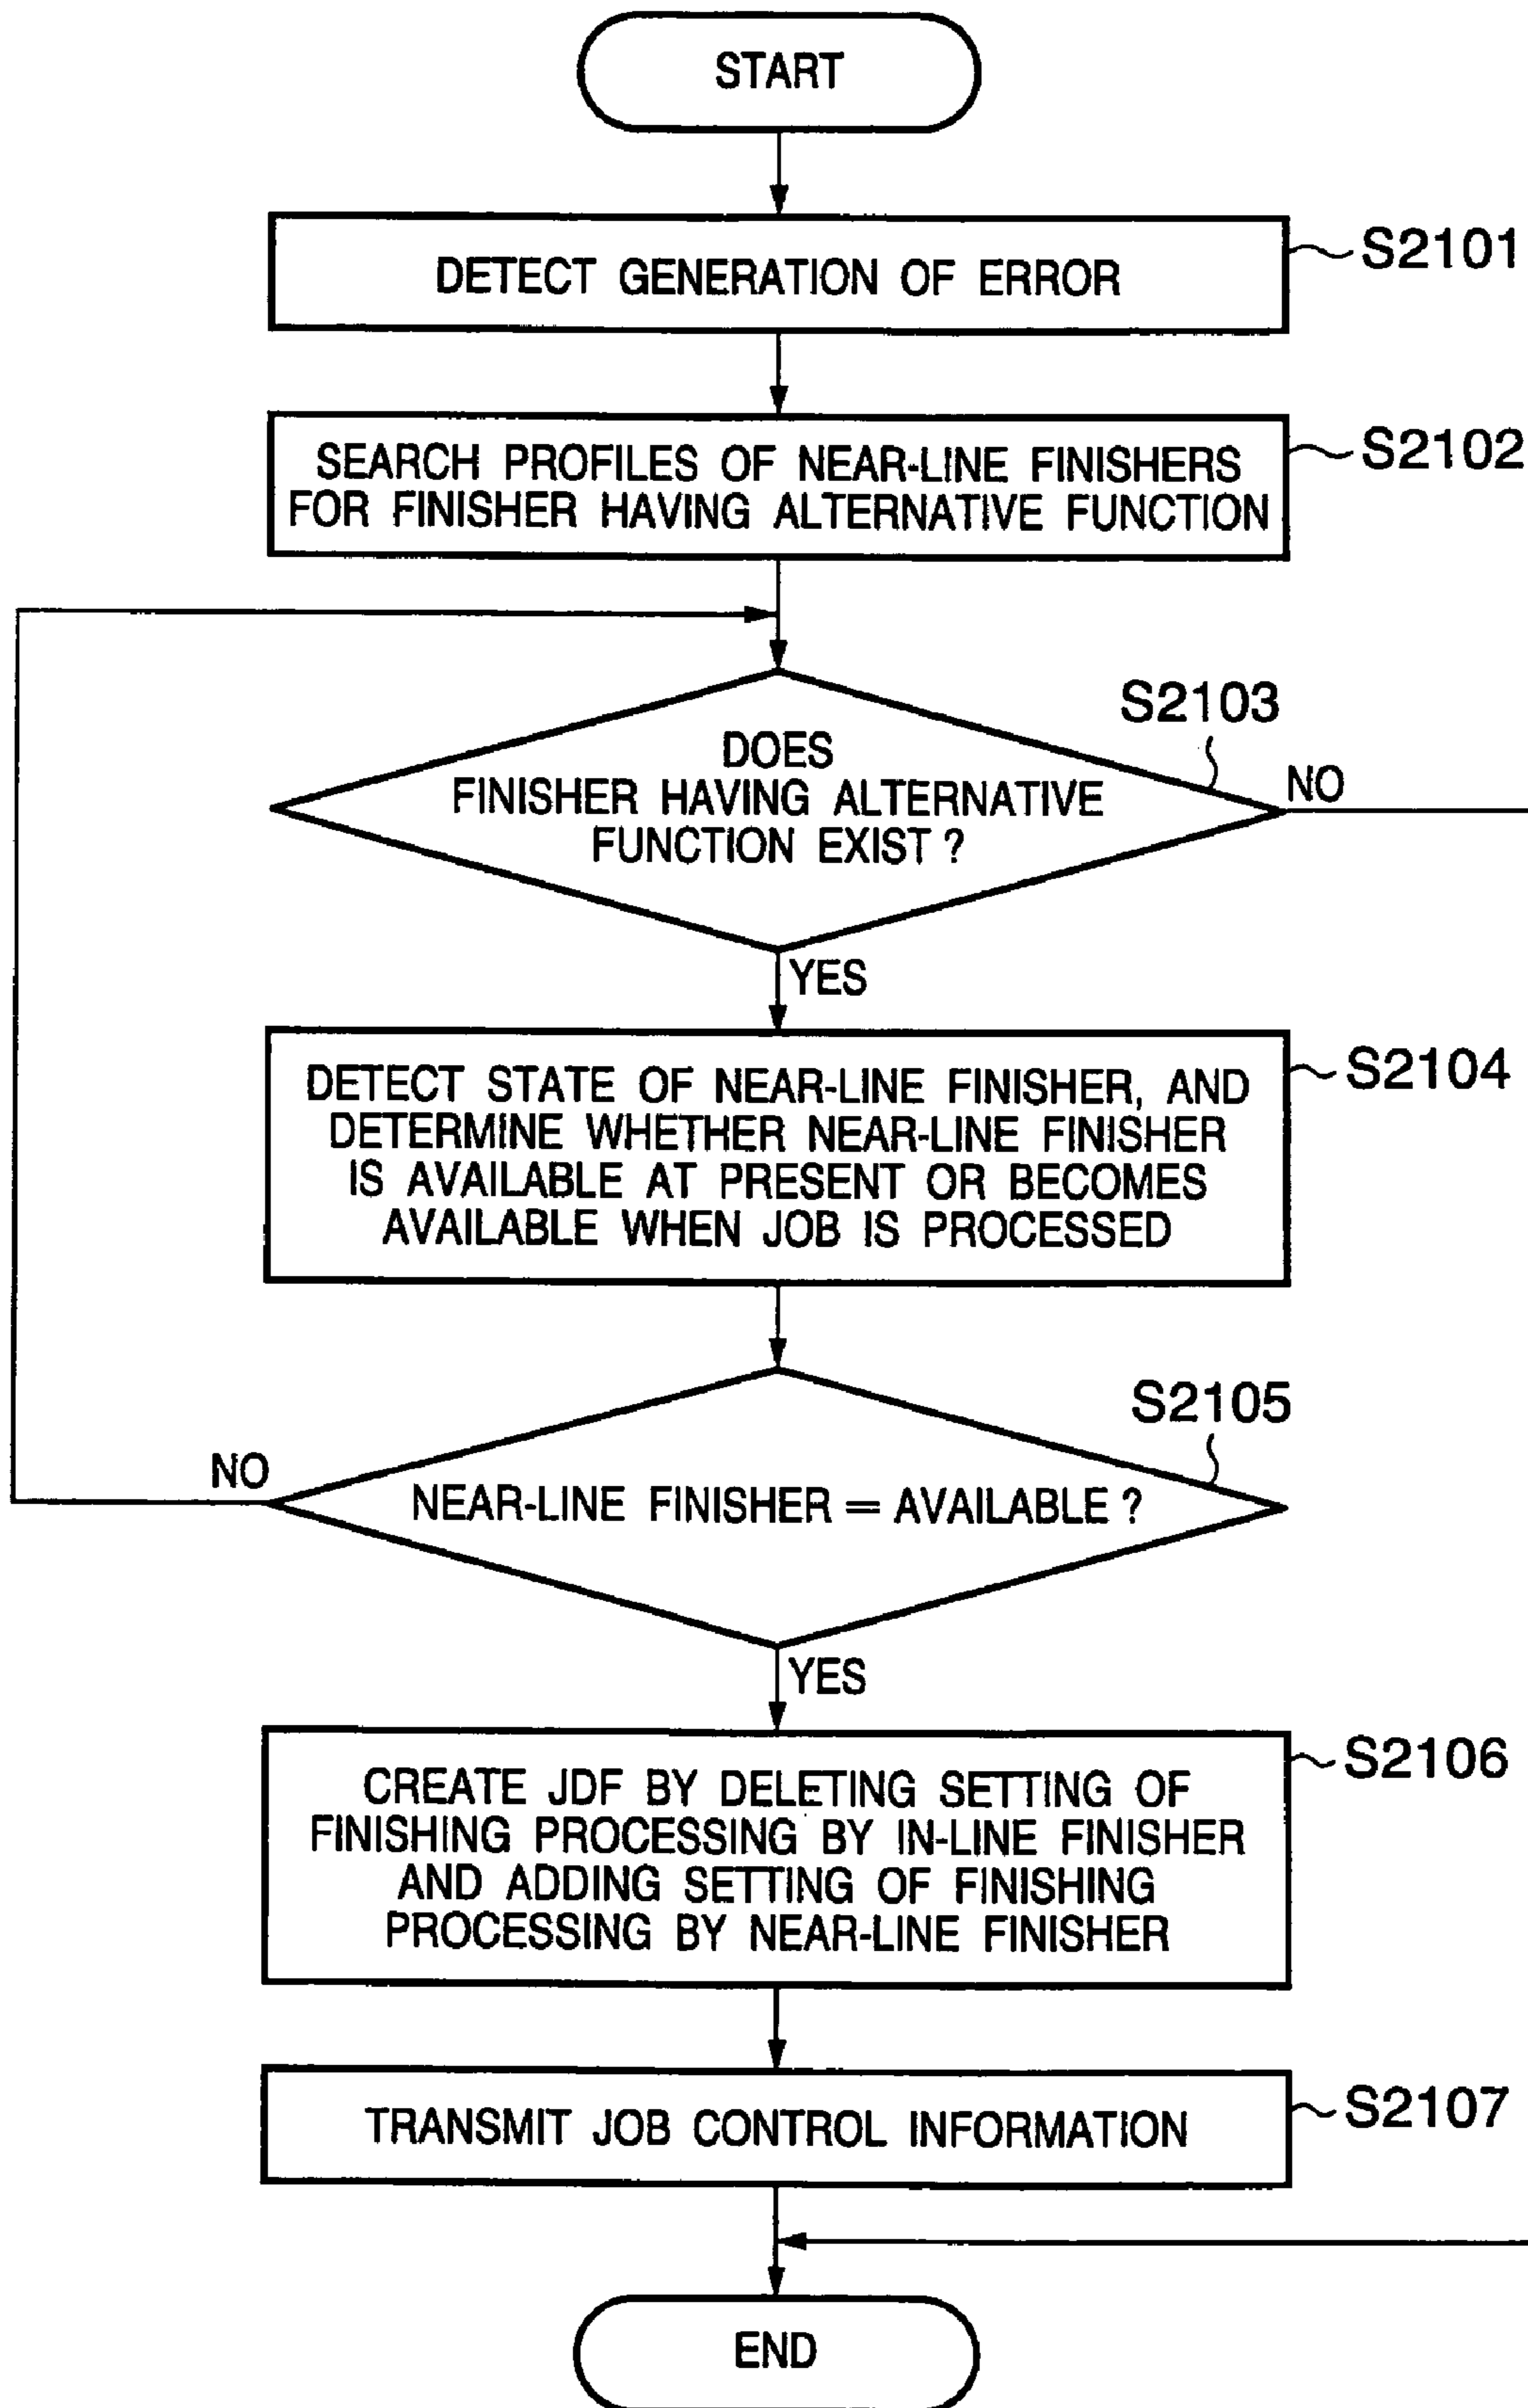 START
DETECT GENERATION OF ERROR
S2101
SEARCH PROFILES OF NEAR-LINE FINISHERS
FOR FINISHER HAVING ALTERNATIVE FUNCTION
S2102
S2103
DOES
FINISHER HAVING ALTERNATIVE
FUNCTION EXIST ?
NO
YES
DETECT STATE OF NEAR-LINE FINISHER, AND
DETERMINE WHETHER NEAR-LINE FINISHER
IS AVAILABLE AT PRESENT OR BECOMES
AVAILABLE WHEN JOB IS PROCESSED
S2104
S2105
NO
NEAR-LINE FINISHER = AVAILABLE ?
YES
CREATE JDF BY DELETING SETTING OF
FINISHING PROCESSING BY IN-LINE FINISHER
AND ADDING SETTING OF FINISHING
PROCESSING BY NEAR-LINE FINISHER
S2106
TRANSMIT JOB CONTROL INFORMATION
S2107
END